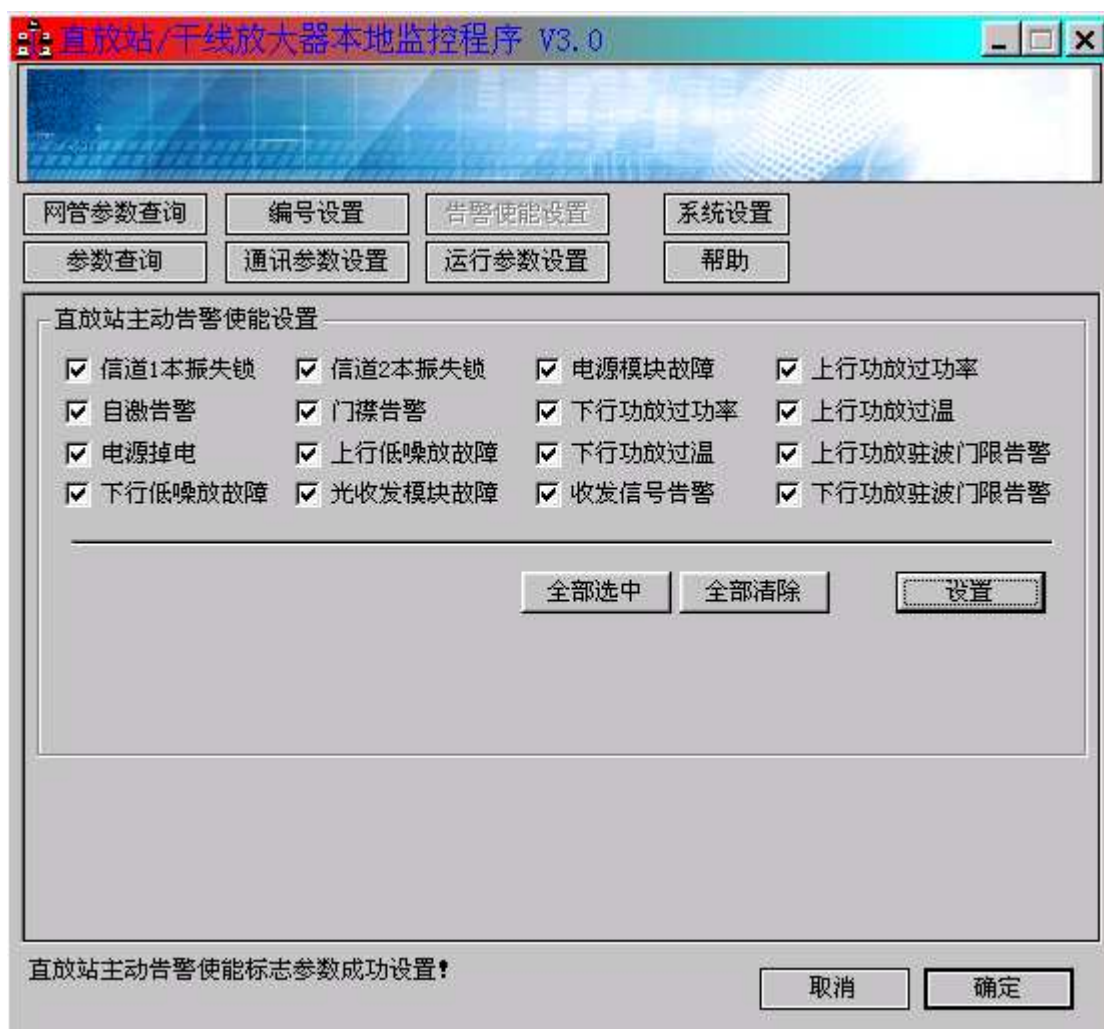 直放站/干线放大器本地监控程序 V3.0
网管参数查询 编号设置 告警使能设置 系统设置
参数查询 通讯参数设置 运行参数设置 帮助
直放站主动告警使能设置
信道1本振失锁 信道2本振失锁 电源模块故障 上行功放过功率
自激告警 门襟告警 下行功放过功率 上行功放过温
电源掉电 上行低噪放故障 下行功放过温 上行功放驻波门限告警
下行低噪放故障 光收发模块故障 收发信号告警 下行功放驻波门限告警
全部选中 全部清除 设置
直放站主动告警使能标志参数成功设置!
取消 确定